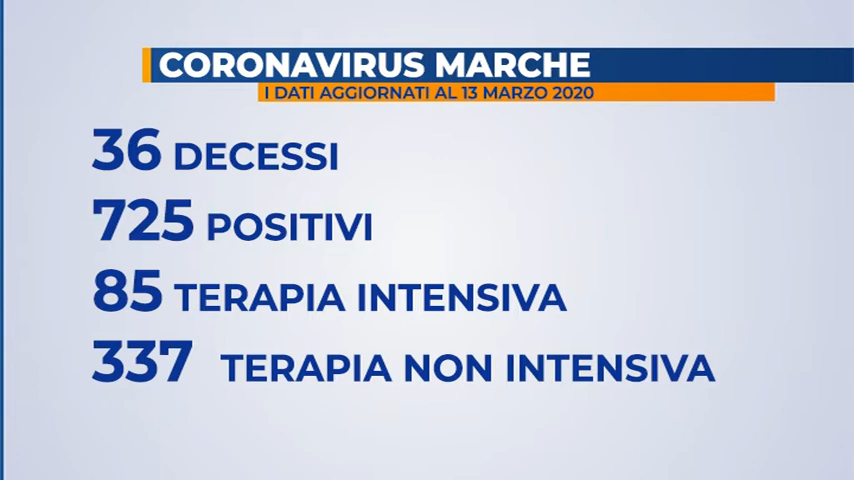 CORONAVIRUS MARCHE
I DATI AGGIORNATI AL 13 MARZO 2020
36 DECESSI
725 POSITIVI
85 TERAPIA INTENSIVA
337 TERAPIA NON INTENSIVA